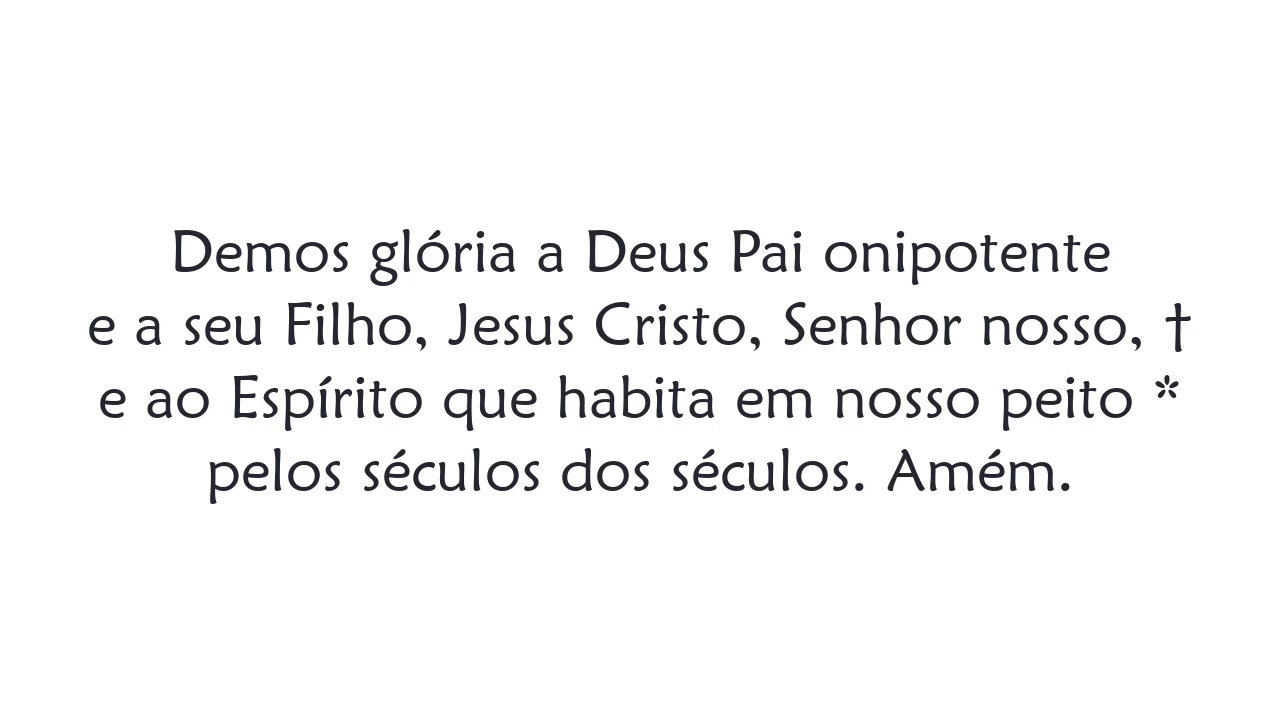 Demos glória a Deus Pai onipotente
e a seu Filho, Jesus Cristo, Senhor nosso, †
e ao Espírito que habita em nosso peito *
pelos séculos dos séculos. Amém.